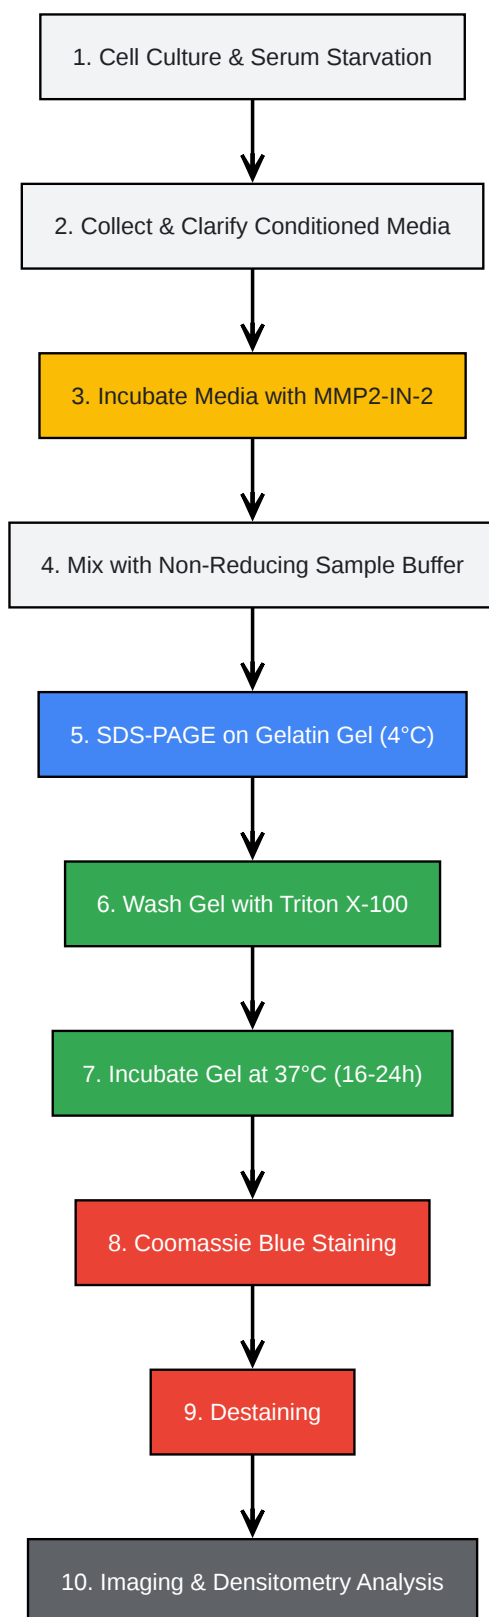 1. Cell Culture & Serum Starvation
2. Collect & Clarify Conditioned Media
3. Incubate Media with MMP2-IN-2
4. Mix with Non-Reducing Sample Buffer
5. SDS-PAGE on Gelatin Gel (4°C)
6. Wash Gel with Triton X-100
7. Incubate Gel at 37°C (16-24h)
8. Coomassie Blue Staining
9. Destaining
10. Imaging & Densitometry Analysis